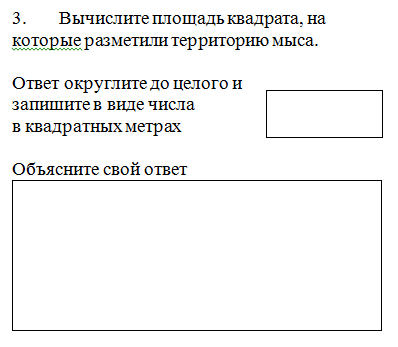 3. Вычислите площадь квадрата, на
которые разметили территорию мыса.
Ответ округлите до целого и
запишите в виде числа
в квадратных метрах
Объясните свой ответ